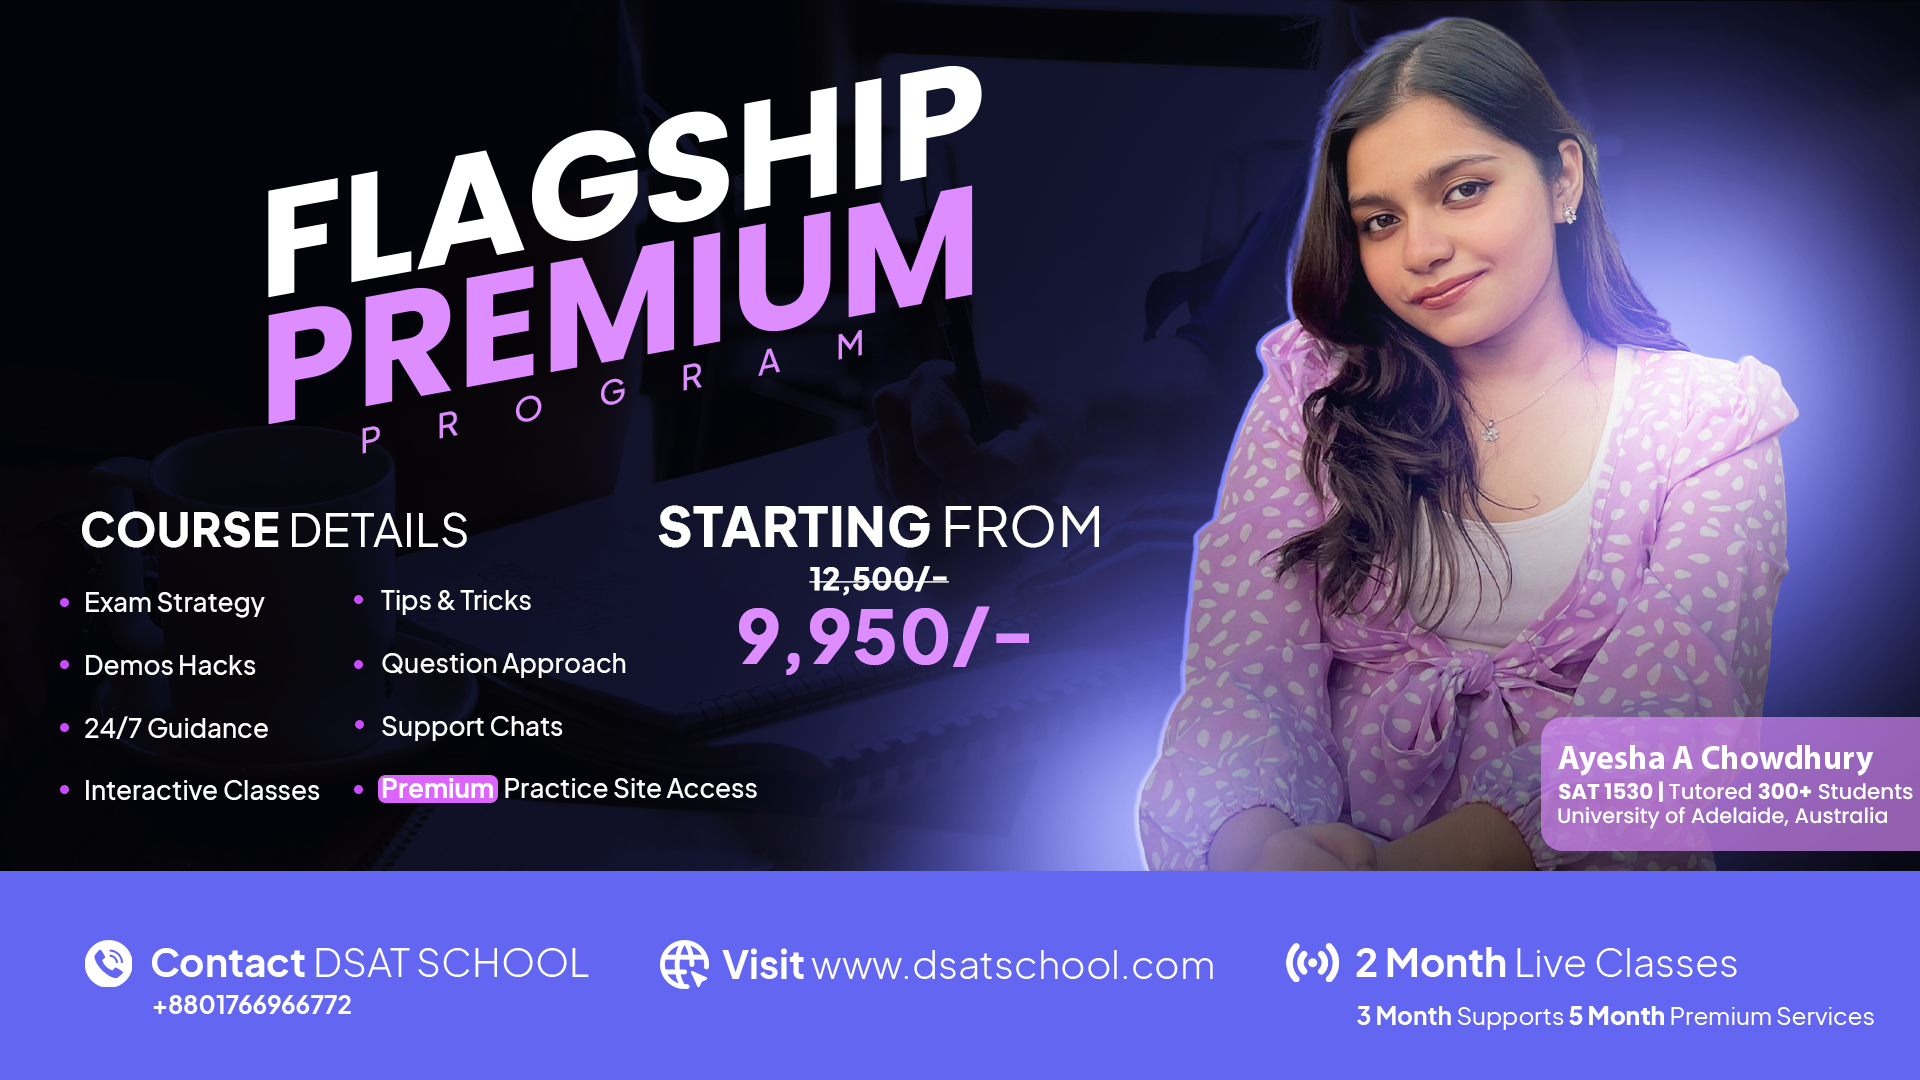 FLAGSHIP
PREMIUM
PROGRAM
COURSE DETAILS
Exam Strategy
Demos Hacks
24/7 Guidance
Interactive Classes
Tips & Tricks
Question Approach
Support Chats
Premium Practice Site Access
STARTING FROM
12,500/-
9,950/-
Ayesha A Chowdhury
SAT 1530 | Tutored 300+ Students
University of Adelaide, Australia
Contact DSAT SCHOOL
+8801766966772
Visit www.dsatschool.com
2 Month Live Classes
3 Month Supports 5 Month Premium Services